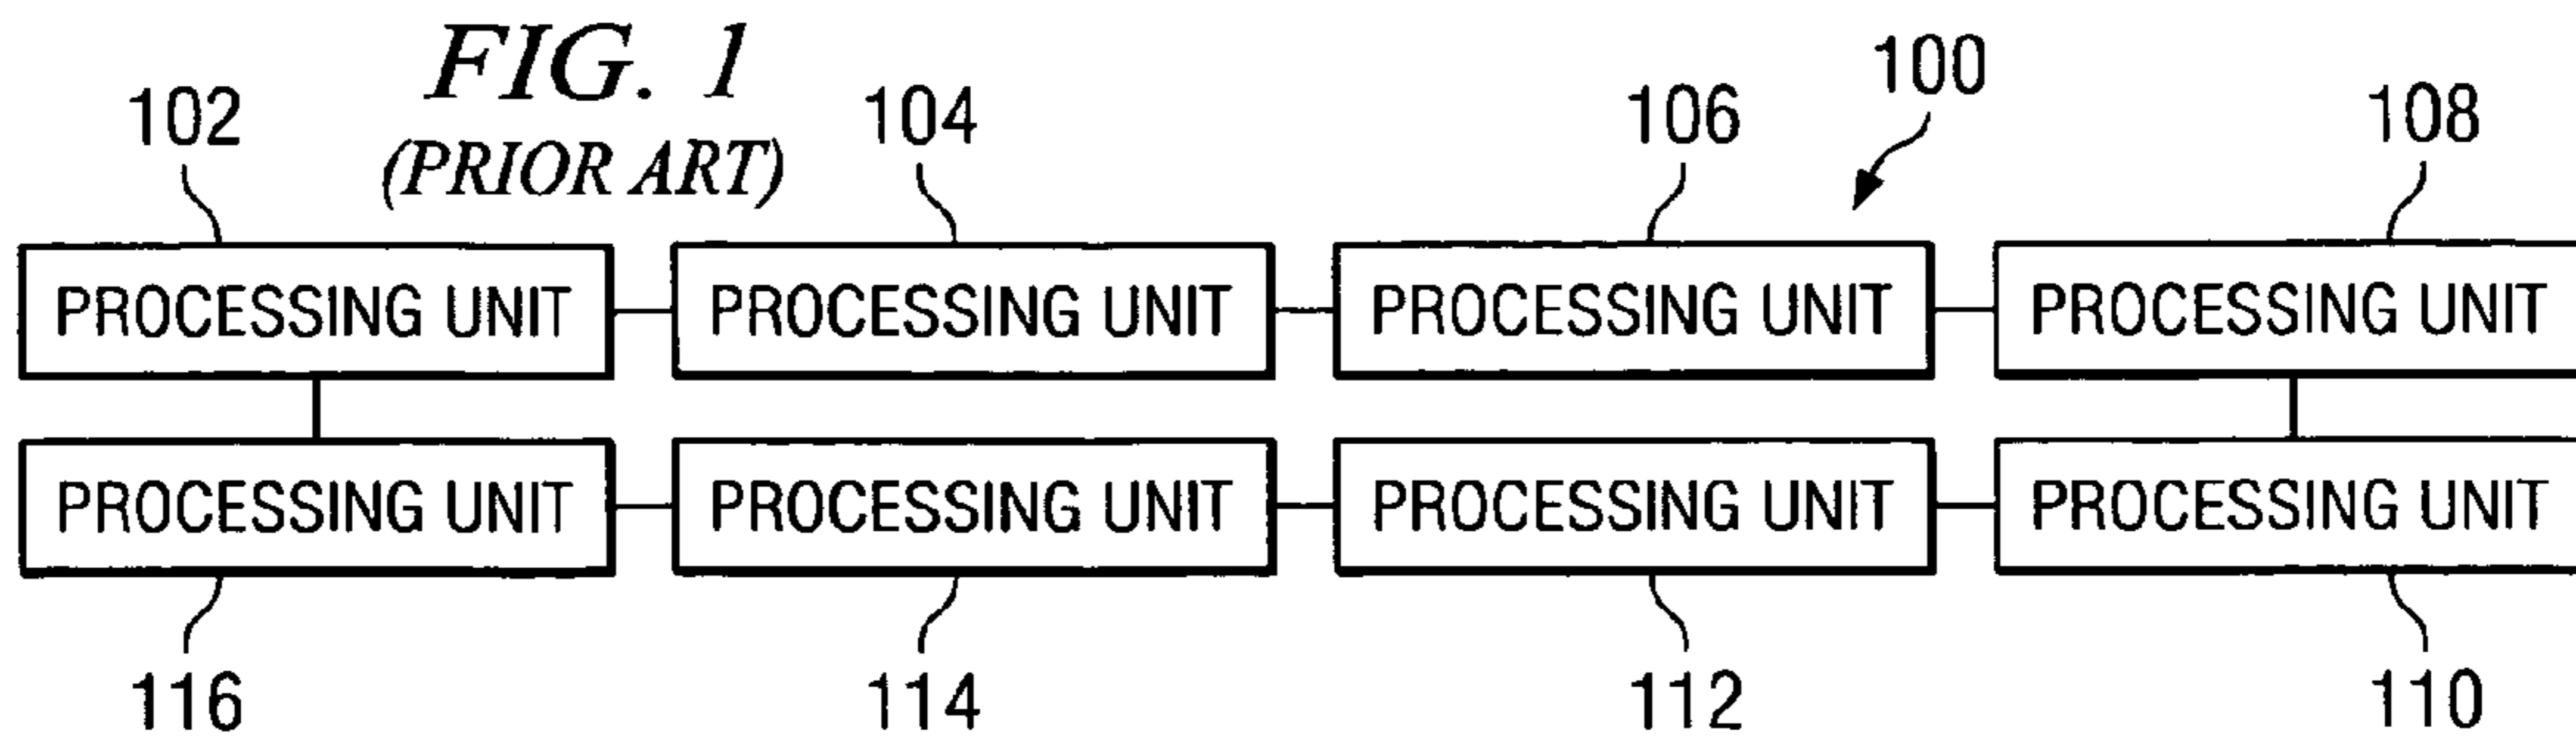 FIG. 1
(PRIOR ART)
100
102
104
106
108
PROCESSING UNIT
PROCESSING UNIT
PROCESSING UNIT
PROCESSING UNIT
PROCESSING UNIT
PROCESSING UNIT
PROCESSING UNIT
PROCESSING UNIT
116
114
112
110